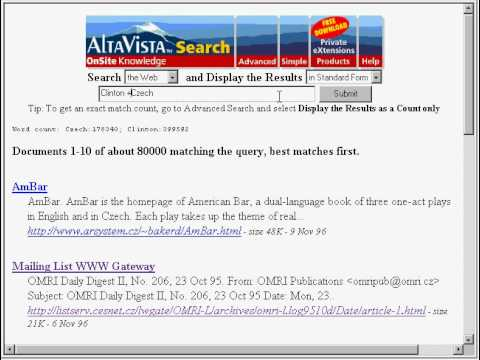 ALTAVISTA Search
OnSite Knowledge
FREE DOWNLOAD
Private eXtensions
Advanced Simple Products Help
Search the Web and Display the Results in Standard Form
Clinton +Czech Submit
Tip: To get an exact match count, go to Advanced Search and select Display the Results as a Count only
Word count: Czech:178340; Clinton:399592
Documents 1-10 of about 80000 matching the query, best matches first.
AmBar
AmBar. AmBar is the homepage of American Bar, a dual-language book of three one-act plays
in English and in Czech. Each play takes up the theme of real...
http://www.arsystem.cz/~bakerd/AmBar.html - size 48K - 9 Nov 96
Mailing List WWW Gateway
OMRI Daily Digest II, No. 206, 23 Oct 95. From: OMRI Publications <omripub@omri.cz>
Subject: OMRI Daily Digest II, No. 206, 23 Oct 95 Date: Mon, 23..
http://listserv.cesnet.cz/lwgate/OMRI-L/archives/omri-l.log9510d/Date/article-1.html - size
21K - 6 Nov 96